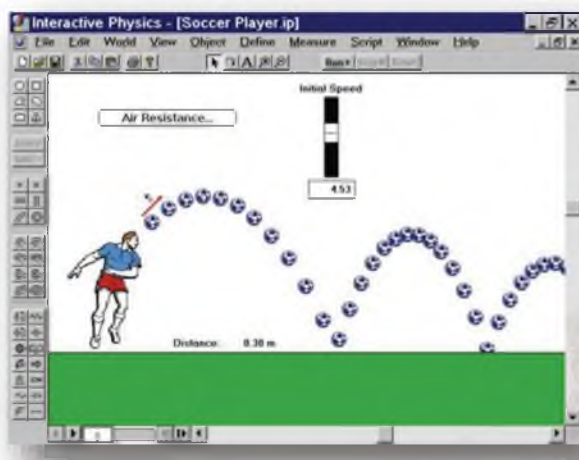 Interactive Physics - [Soccer Player.ip]
File Edit World View Object Define Measure Script Window Help
Run
Initial Speed
Air Resistance...
4.53
Distance: 8.38 m